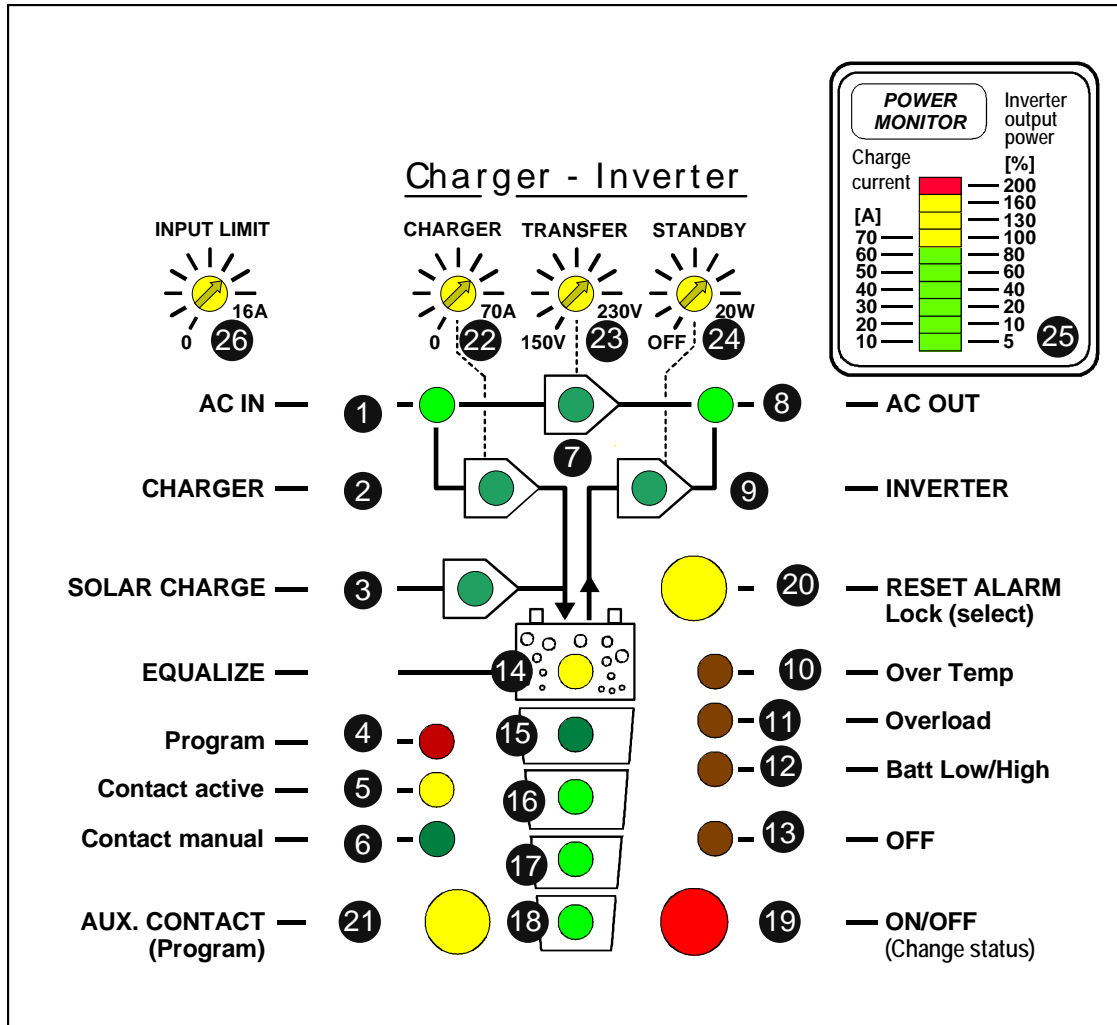 POWER MONITOR
Inverter output power
[%]
Charge current
[A]
200
160
130
70 100
60 80
50 60
40 40
30 20
20 10
10 5
25
Charger - Inverter
INPUT LIMIT
0 16A
26
CHARGER
0 70A
22
TRANSFER
150V 230V
23
STANDBY
OFF 20W
24
AC IN 1
8 AC OUT
7
CHARGER 2
9 INVERTER
SOLAR CHARGE 3
20 RESET ALARM
Lock (select)
EQUALIZE 14
10 Over Temp
Program 4
15
11 Overload
Contact active 5
16
12 Batt Low/High
Contact manual 6
17
13 OFF
AUX. CONTACT 21
(Program)
18
19 ON/OFF
(Change status)